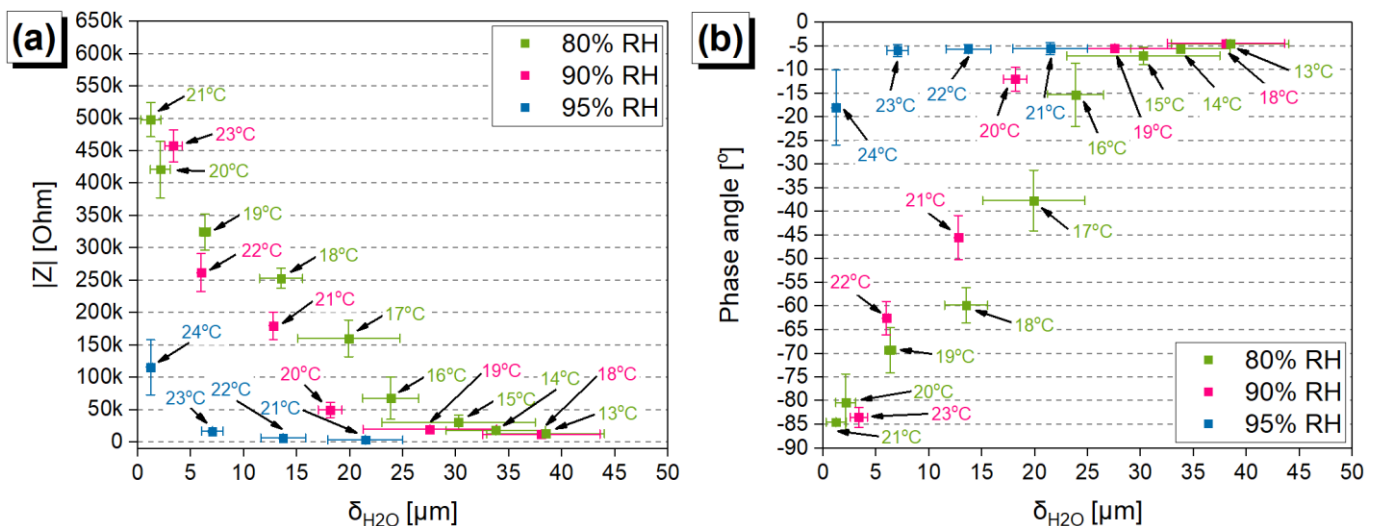 (a)
650k
600k
550k
500k
450k
400k
350k
300k
250k
200k
150k
100k
50k
0
|Z| [Ohm]
80% RH
90% RH
95% RH
21°C
23°C
20°C
19°C
22°C
18°C
21°C
17°C
24°C
23°C
22°C
21°C
20°C
16°C
19°C
15°C
14°C
18°C
13°C
0 5 10 15 20 25 30 35 40 45 50
δH2O [µm]
(b)
0
-5
-10
-15
-20
-25
-30
-35
-40
-45
-50
-55
-60
-65
-70
-75
-80
-85
-90
Phase angle [°]
24°C
23°C
22°C
20°C
21°C
16°C
19°C
15°C
14°C
18°C
13°C
21°C
17°C
22°C
18°C
19°C
20°C
23°C
21°C
80% RH
90% RH
95% RH
0 5 10 15 20 25 30 35 40 45 50
δH2O [µm]